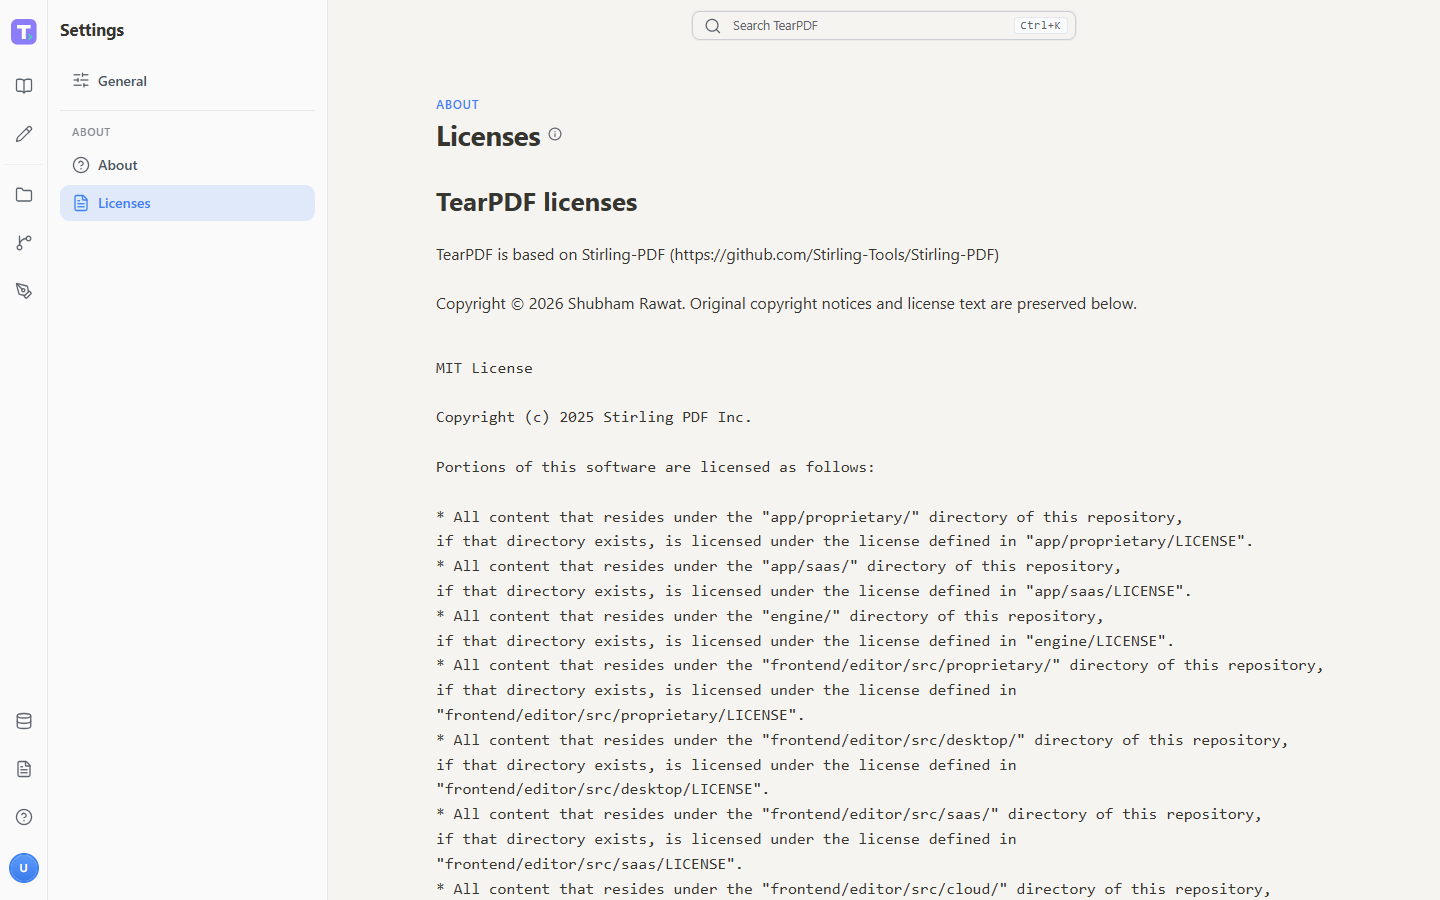 Settings
General
ABOUT
About
Licenses
U
Search TearPDF
Ctrl+K
ABOUT
Licenses
TearPDF licenses
TearPDF is based on Stirling-PDF (https://github.com/Stirling-Tools/Stirling-PDF)
Copyright © 2026 Shubham Rawat. Original copyright notices and license text are preserved below.
MIT License
Copyright (c) 2025 Stirling PDF Inc.
Portions of this software are licensed as follows:
* All content that resides under the "app/proprietary/" directory of this repository,
if that directory exists, is licensed under the license defined in "app/proprietary/LICENSE".
* All content that resides under the "app/saas/" directory of this repository,
if that directory exists, is licensed under the license defined in "app/saas/LICENSE".
* All content that resides under the "engine/" directory of this repository,
if that directory exists, is licensed under the license defined in "engine/LICENSE".
* All content that resides under the "frontend/editor/src/proprietary/" directory of this repository,
if that directory exists, is licensed under the license defined in
"frontend/editor/src/proprietary/LICENSE".
* All content that resides under the "frontend/editor/src/desktop/" directory of this repository,
if that directory exists, is licensed under the license defined in
"frontend/editor/src/desktop/LICENSE".
* All content that resides under the "frontend/editor/src/saas/" directory of this repository,
if that directory exists, is licensed under the license defined in
"frontend/editor/src/saas/LICENSE".
* All content that resides under the "frontend/editor/src/cloud/" directory of this repository,